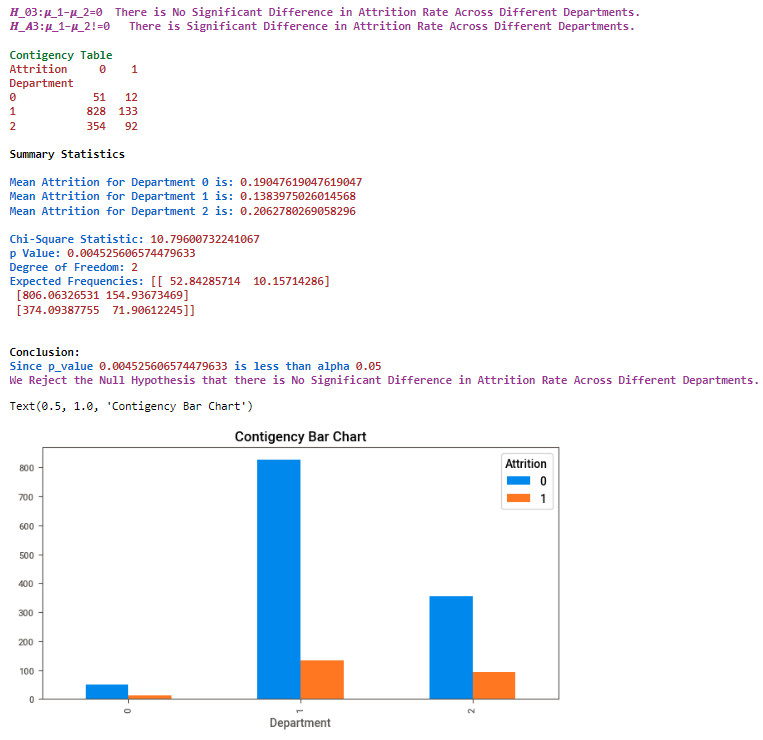 H_03:μ_1-μ_2=0  There is No Significant Difference in Attrition Rate Across Different Departments.
H_A3:μ_1-μ_2!=0   There is Significant Difference in Attrition Rate Across Different Departments.
Contigency Table
Attrition    0    1
Department
0           51   12
1          828  133
2          354   92
Summary Statistics
Mean Attrition for Department 0 is: 0.19047619047619047
Mean Attrition for Department 1 is: 0.1383975026014568
Mean Attrition for Department 2 is: 0.2062780269058296
Chi-Square Statistic: 10.79600732241067
p Value: 0.004525606574479633
Degree of Freedom: 2
Expected Frequencies: [[ 52.84285714  10.15714286]
[806.06326531 154.93673469]
[374.09387755  71.90612245]]
Conclusion:
Since p_value 0.004525606574479633 is less than alpha 0.05
We Reject the Null Hypothesis that there is No Significant Difference in Attrition Rate Across Different Departments.
Text(0.5, 1.0, 'Contigency Bar Chart')
Contigency Bar Chart
Attrition
0
1
800
700
600
500
400
300
200
100
0
0 1 2
Department